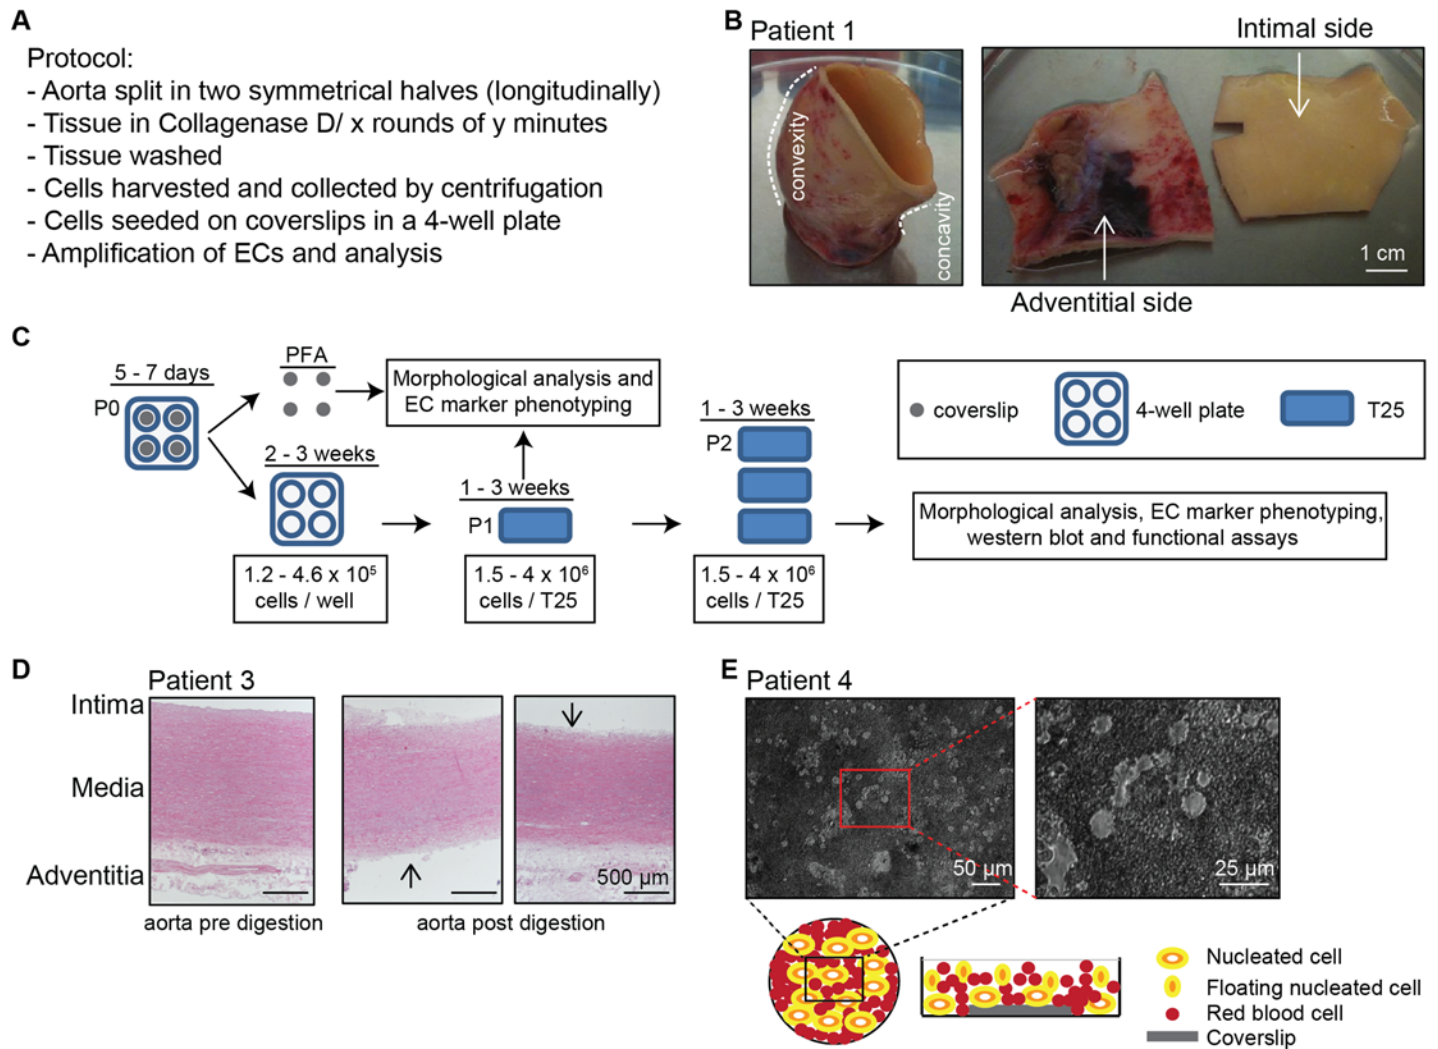 A
Protocol:
- Aorta split in two symmetrical halves (longitudinally)
- Tissue in Collagenase D/ x rounds of y minutes
- Tissue washed
- Cells harvested and collected by centrifugation
- Cells seeded on coverslips in a 4-well plate
- Amplification of ECs and analysis
B
Patient 1
convexity
concavity
Intimal side
Adventitial side
1 cm
C
5 - 7 days
P0
PFA
Morphological analysis and
EC marker phenotyping
2 - 3 weeks
1.2 - 4.6 x 10⁵
cells / well
1 - 3 weeks
P1
1.5 - 4 x 10⁶
cells / T25
1 - 3 weeks
P2
1.5 - 4 x 10⁶
cells / T25
coverslip
4-well plate
T25
Morphological analysis, EC marker phenotyping,
western blot and functional assays
D
Patient 3
Intima
Media
Adventitia
500 µm
aorta pre digestion
aorta post digestion
E
Patient 4
50 µm
25 µm
Nucleated cell
Floating nucleated cell
Red blood cell
Coverslip